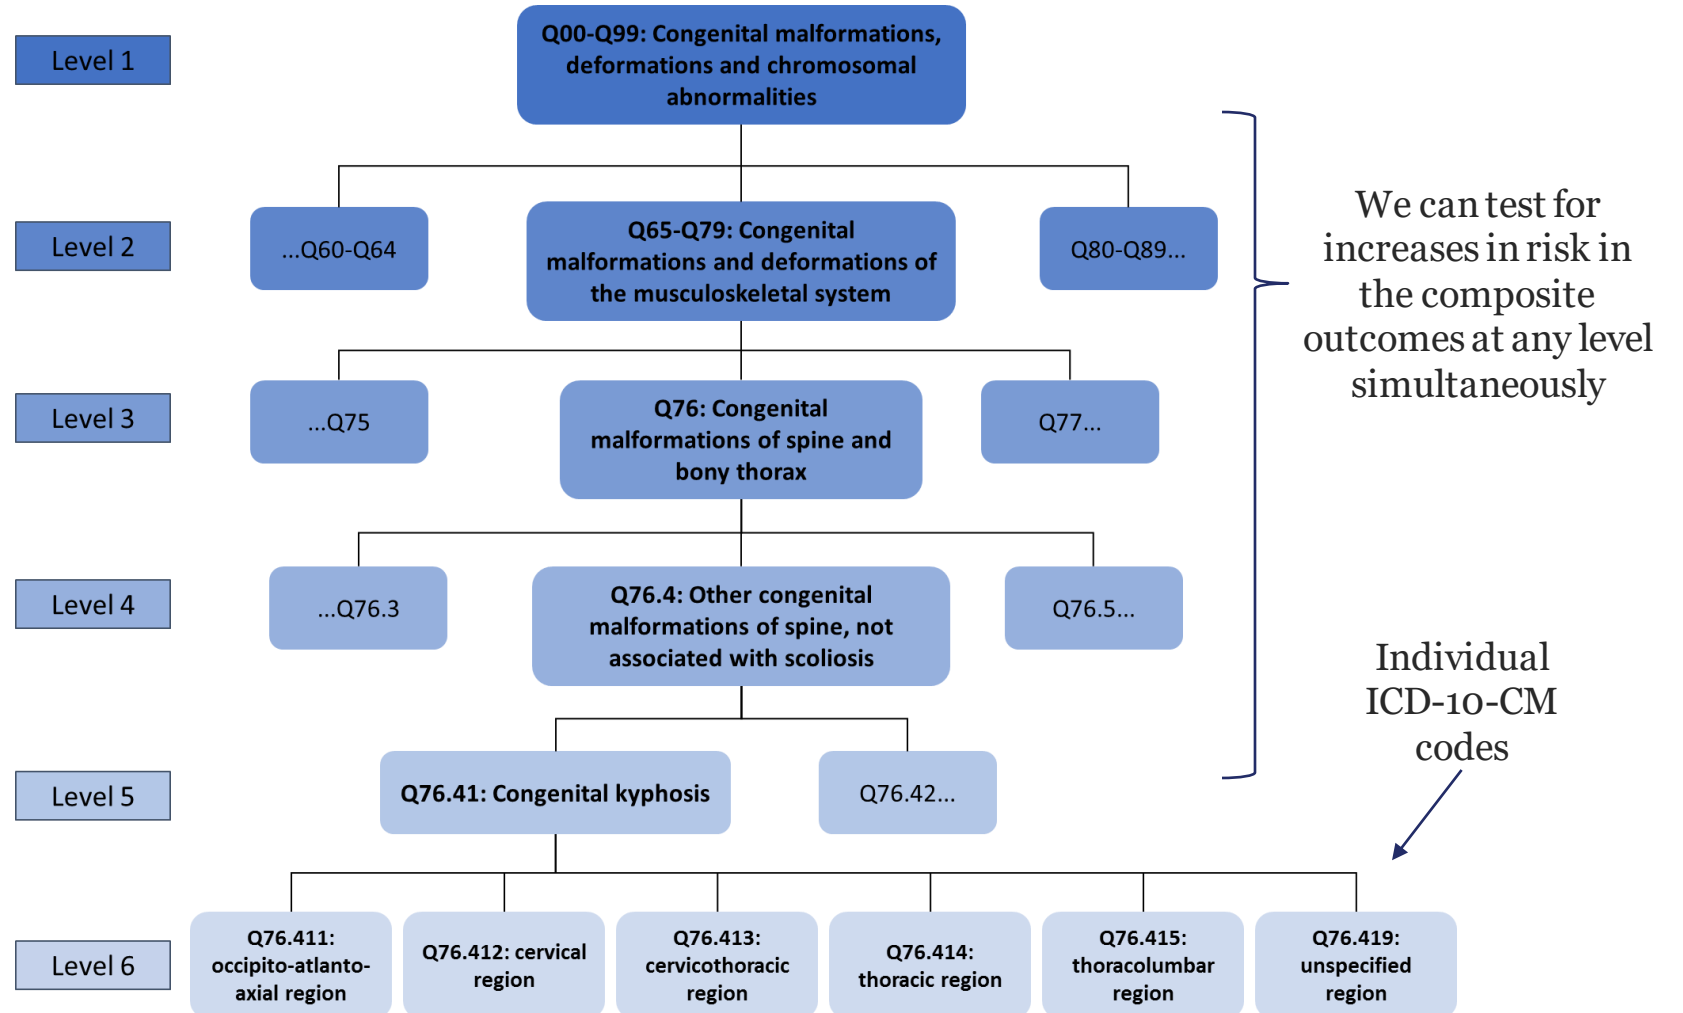 Level 1
Q00-Q99: Congenital malformations,
deformations and chromosomal
abnormalities
Level 2
...Q60-Q64
Q65-Q79: Congenital
malformations and deformations of
the musculoskeletal system
Q80-Q89...
We can test for
increases in risk in
the composite
outcomes at any level
simultaneously
Level 3
...Q75
Q76: Congenital
malformations of spine and
bony thorax
Q77...
Level 4
...Q76.3
Q76.4: Other congenital
malformations of spine, not
associated with scoliosis
Q76.5...
Individual
ICD-10-CM
codes
Level 5
Q76.41: Congenital kyphosis
Q76.42...
Level 6
Q76.411:
occipito-atlanto-
axial region
Q76.412: cervical
region
Q76.413:
cervicothoracic
region
Q76.414:
thoracic region
Q76.415:
thoracolumbar
region
Q76.419:
unspecified
region